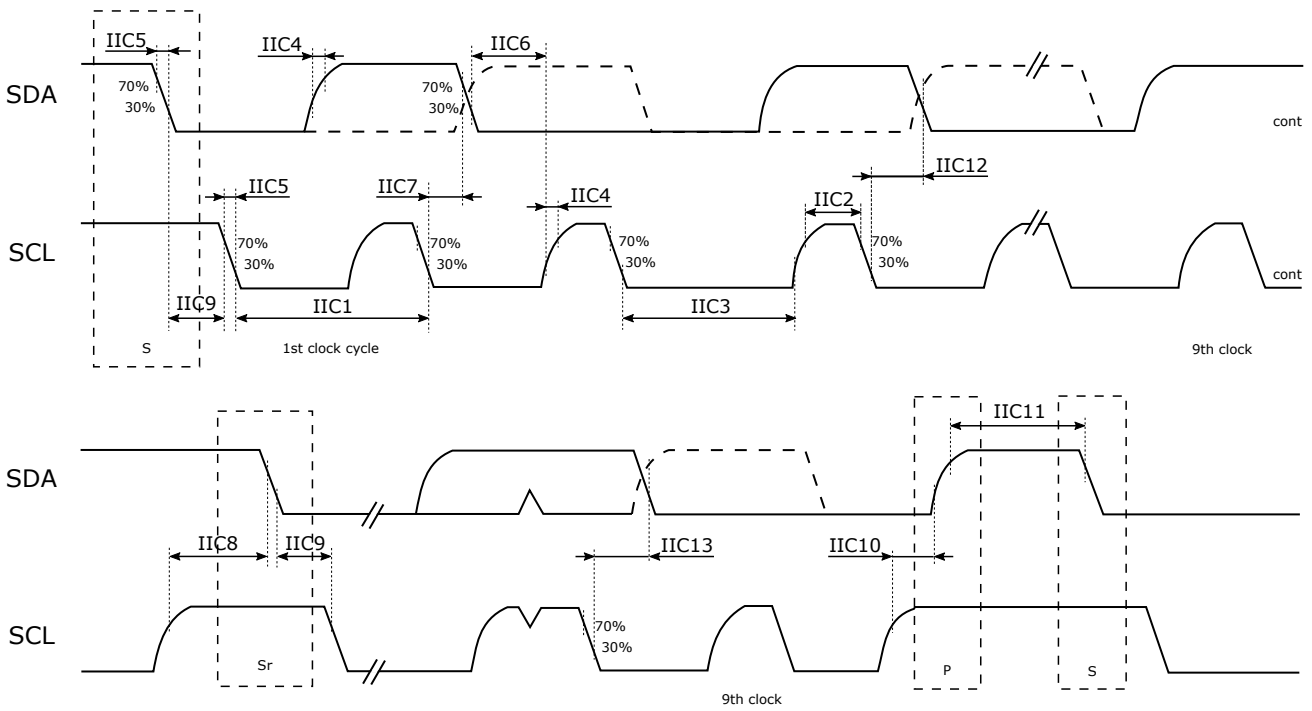 IIC5
IIC4
IIC6
SDA
70%
30%
70%
30%
cont
IIC5
IIC7
IIC4
IIC2
IIC12
SCL
70%
30%
70%
30%
70%
30%
70%
30%
cont
IIC9
IIC1
IIC3
S
1st clock cycle
9th clock
IIC11
SDA
IIC8
IIC9
IIC13
IIC10
SCL
70%
30%
Sr
P
S
9th clock